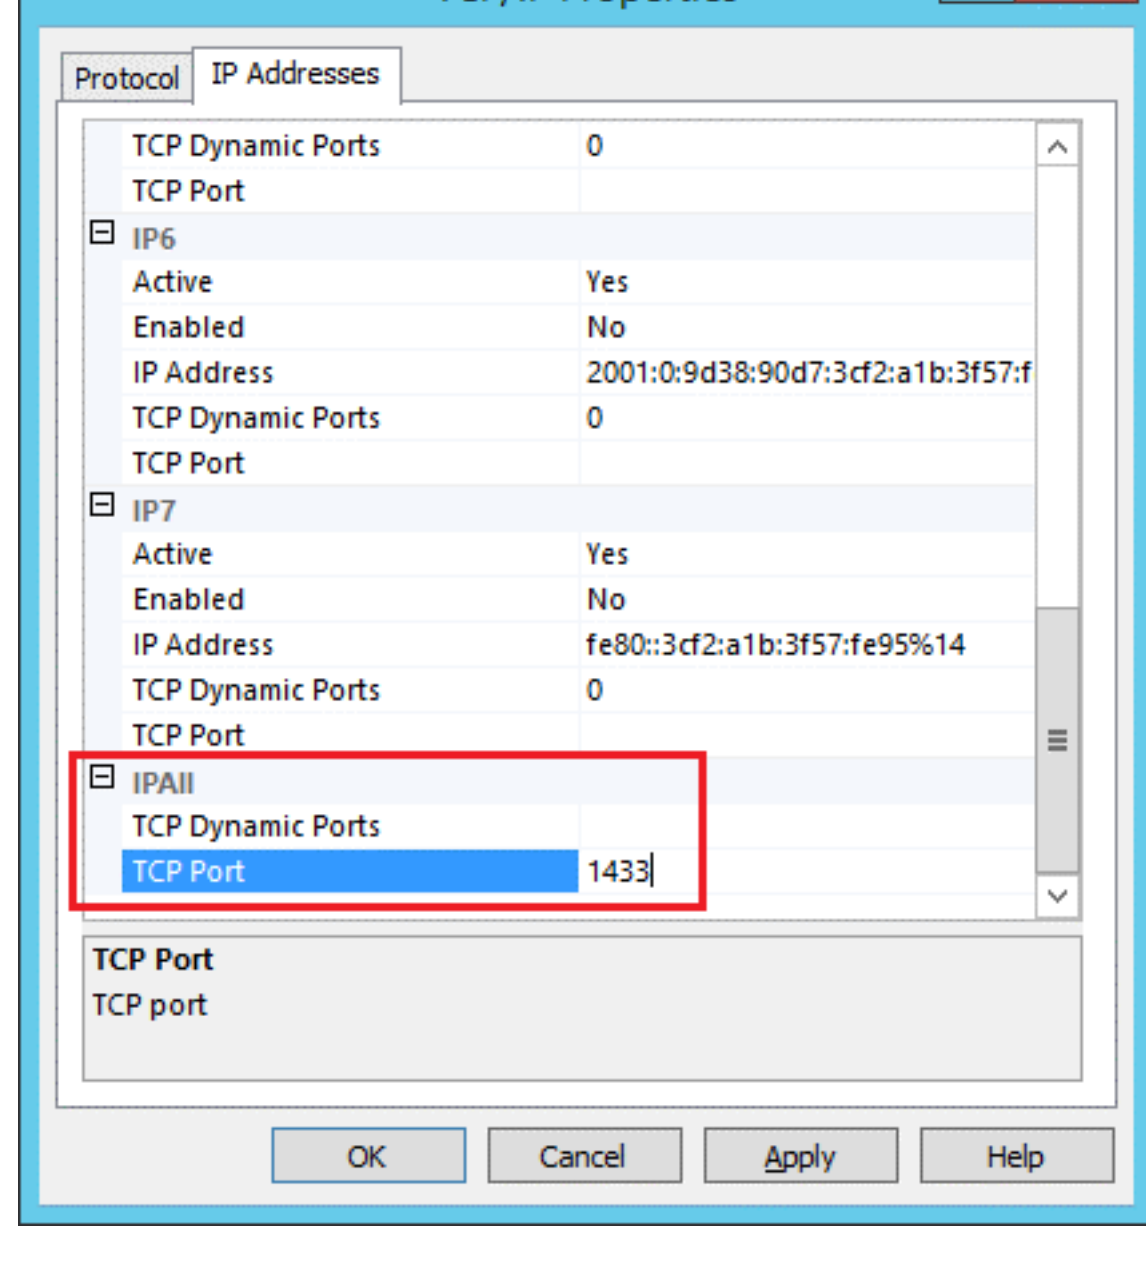 Protocol IP Addresses
TCP Dynamic Ports 0
TCP Port
IP6
Active Yes
Enabled No
IP Address 2001:0:9d38:90d7:3cf2:a1b:3f57:f
TCP Dynamic Ports 0
TCP Port
IP7
Active Yes
Enabled No
IP Address fe80::3cf2:a1b:3f57:fe95%14
TCP Dynamic Ports 0
TCP Port
IPAll
TCP Dynamic Ports
TCP Port 1433
TCP Port
TCP port
OK Cancel Apply Help